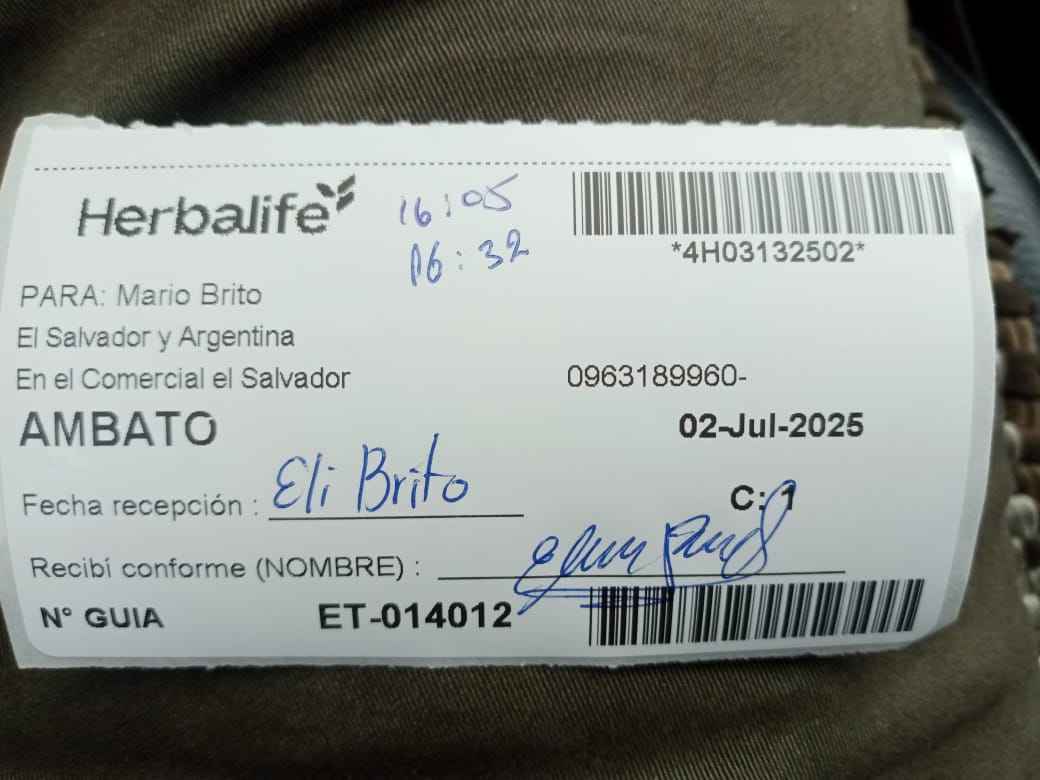 Herbalife
16:05
16:32
*4H03132502*
PARA: Mario Brito
El Salvador y Argentina
En el Comercial el Salvador
0963189960-
AMBATO
02-Jul-2025
Fecha recepción : Eli Brito
C: 1
Recibí conforme (NOMBRE) :
N° GUIA ET-014012